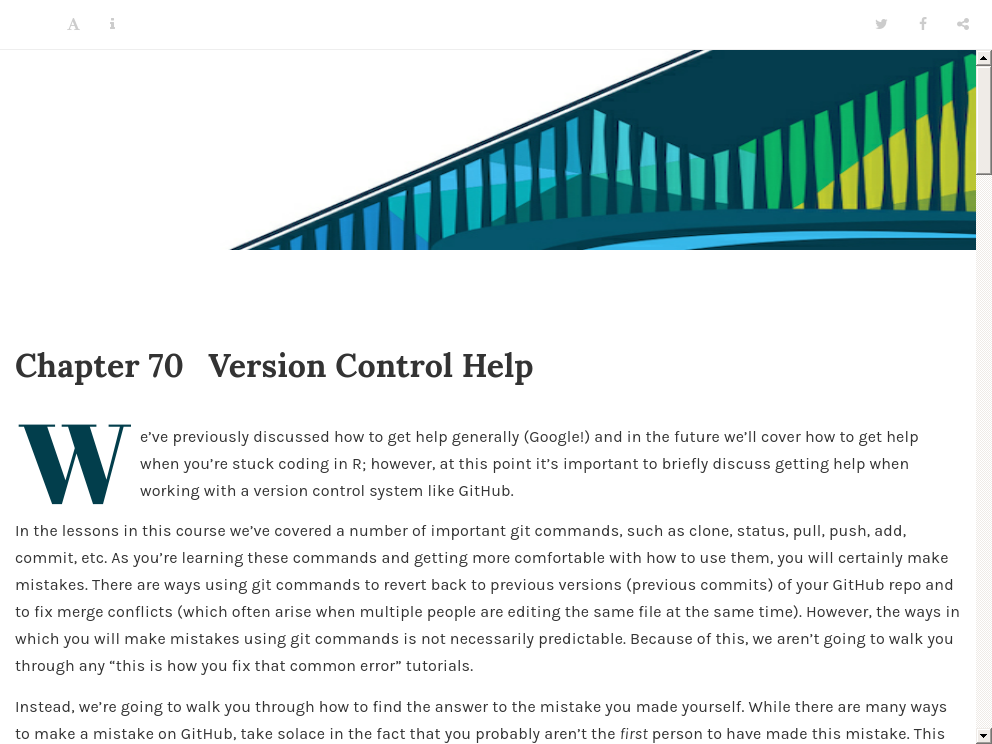 Chapter 70 Version Control Help
We’ve previously discussed how to get help generally (Google!) and in the future we’ll cover how to get help
when you’re stuck coding in R; however, at this point it’s important to briefly discuss getting help when
working with a version control system like GitHub.
In the lessons in this course we’ve covered a number of important git commands, such as clone, status, pull, push, add,
commit, etc. As you’re learning these commands and getting more comfortable with how to use them, you will certainly make
mistakes. There are ways using git commands to revert back to previous versions (previous commits) of your GitHub repo and
to fix merge conflicts (which often arise when multiple people are editing the same file at the same time). However, the ways in
which you will make mistakes using git commands is not necessarily predictable. Because of this, we aren’t going to walk you
through any “this is how you fix that common error” tutorials.
Instead, we’re going to walk you through how to find the answer to the mistake you made yourself. While there are many ways
to make a mistake on GitHub, take solace in the fact that you probably aren’t the first person to have made this mistake. This